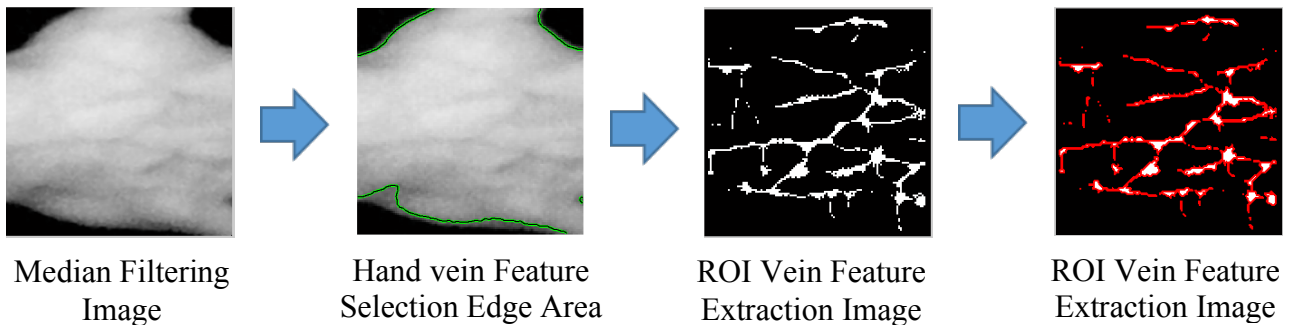 Median Filtering
Image
Hand vein Feature
Selection Edge Area
ROI Vein Feature
Extraction Image
ROI Vein Feature
Extraction Image